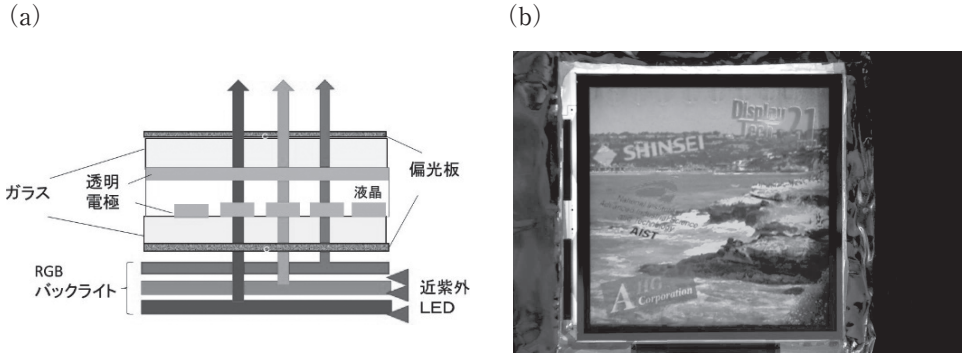 (a)
ガラス
透明
電極
液晶
偏光板
RGB
バックライト
近紫外
LED
(b)
Display
21
SHINSEI
AIST
A
Corporation